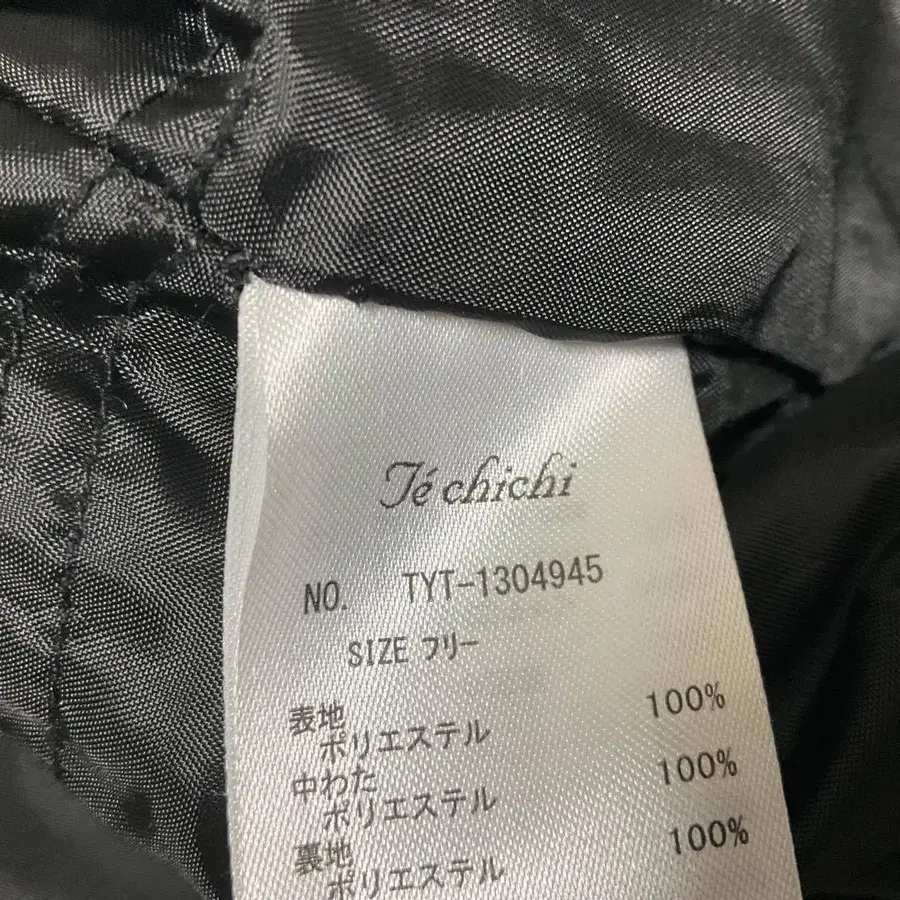 Té chichi
NO. TYT-1304945
SIZE フリー
表地
ポリエステル 100%
中わた
ポリエステル 100%
裏地
ポリエステル 100%